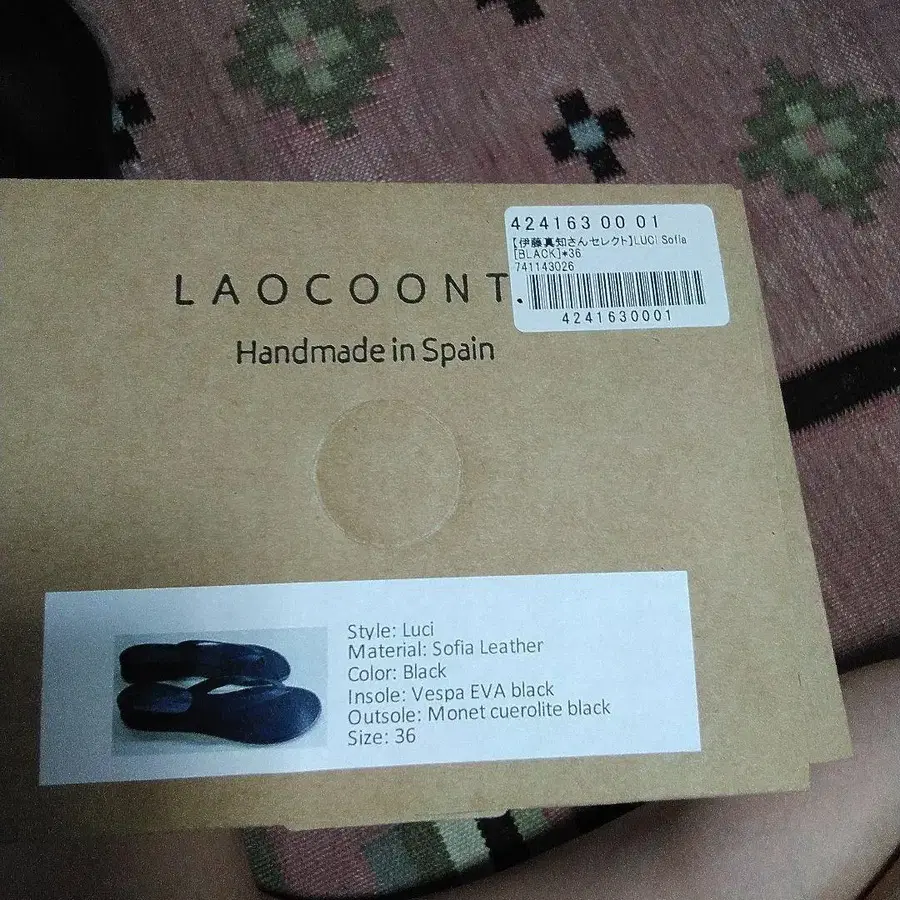 424163 00 01
【伊藤真知さんセレクト】LUCI Sofia
[BLACK]*36
741143026
4241630001
LAOCOONT.
Handmade in Spain
Style: Luci
Material: Sofia Leather
Color: Black
Insole: Vespa EVA black
Outsole: Monet cuerolite black
Size: 36